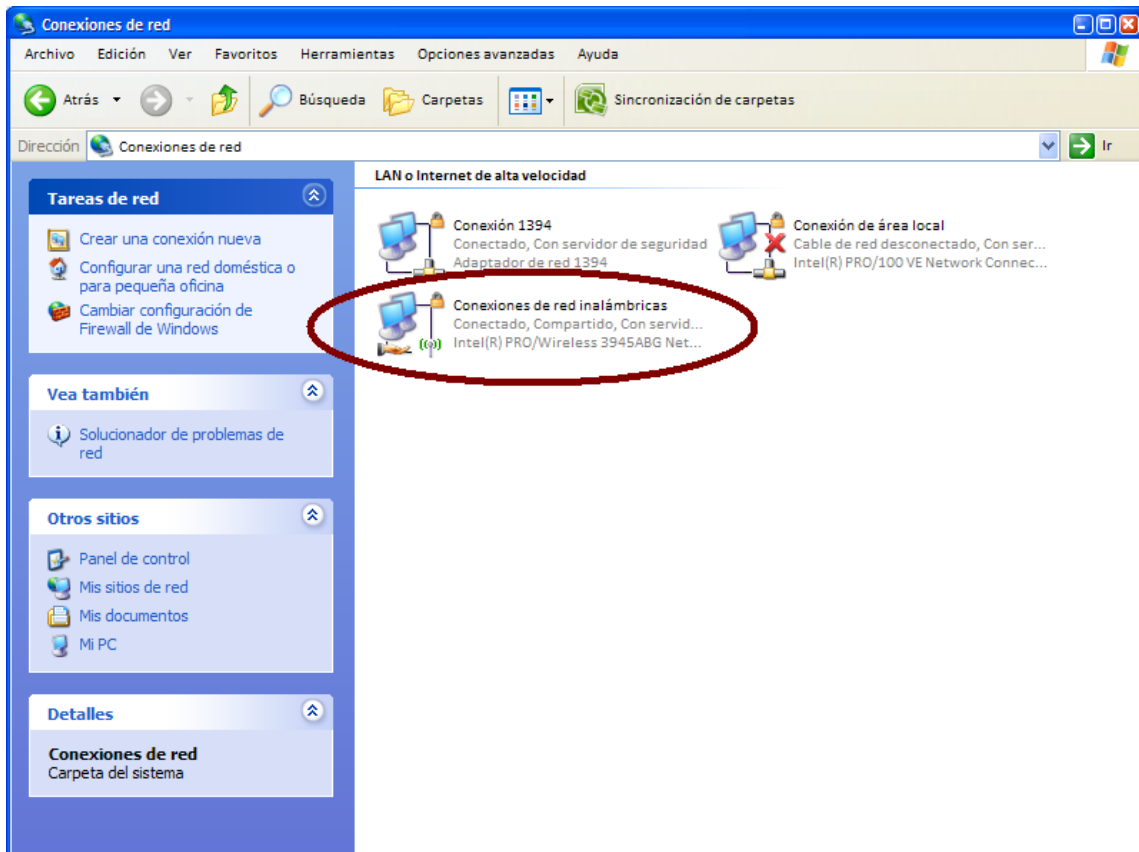 Conexiones de red
Archivo Edición Ver Favoritos Herramientas Opciones avanzadas Ayuda
Atrás Búsqueda Carpetas Sincronización de carpetas
Dirección Conexiones de red Ir
Tareas de red
Crear una conexión nueva
Configurar una red doméstica o
para pequeña oficina
Cambiar configuración de
Firewall de Windows
Vea también
Solucionador de problemas de
red
Otros sitios
Panel de control
Mis sitios de red
Mis documentos
Mi PC
Detalles
Conexiones de red
Carpeta del sistema
LAN o Internet de alta velocidad
Conexión 1394
Conectado, Con servidor de seguridad
Adaptador de red 1394
Conexión de área local
Cable de red desconectado, Con ser...
Intel(R) PRO/100 VE Network Connec...
Conexiones de red inalámbricas
Conectado, Compartido, Con servid...
Intel(R) PRO/Wireless 3945ABG Net...